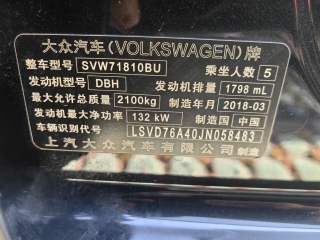 大众汽车(VOLKSWAGEN)牌
整车型号 SVW71810BU 乘坐人数 5
发动机型号 DBH 发动机排量 1798 mL
最大允许总质量 2100kg 制造年月 2018-03
发动机最大净功率 132 kW 制造国 中国
车辆识别代号 LSVD76A40JN058483
上汽大众汽车有限公司 制造